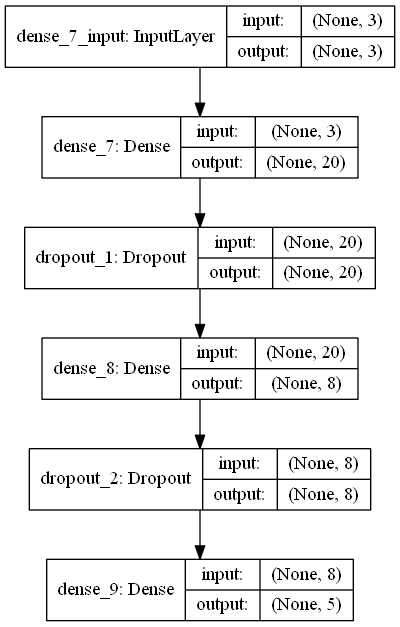 dense_7_input: InputLayer input: (None, 3)
output: (None, 3)
dense_7: Dense input: (None, 3)
output: (None, 20)
dropout_1: Dropout input: (None, 20)
output: (None, 20)
dense_8: Dense input: (None, 20)
output: (None, 8)
dropout_2: Dropout input: (None, 8)
output: (None, 8)
dense_9: Dense input: (None, 8)
output: (None, 5)